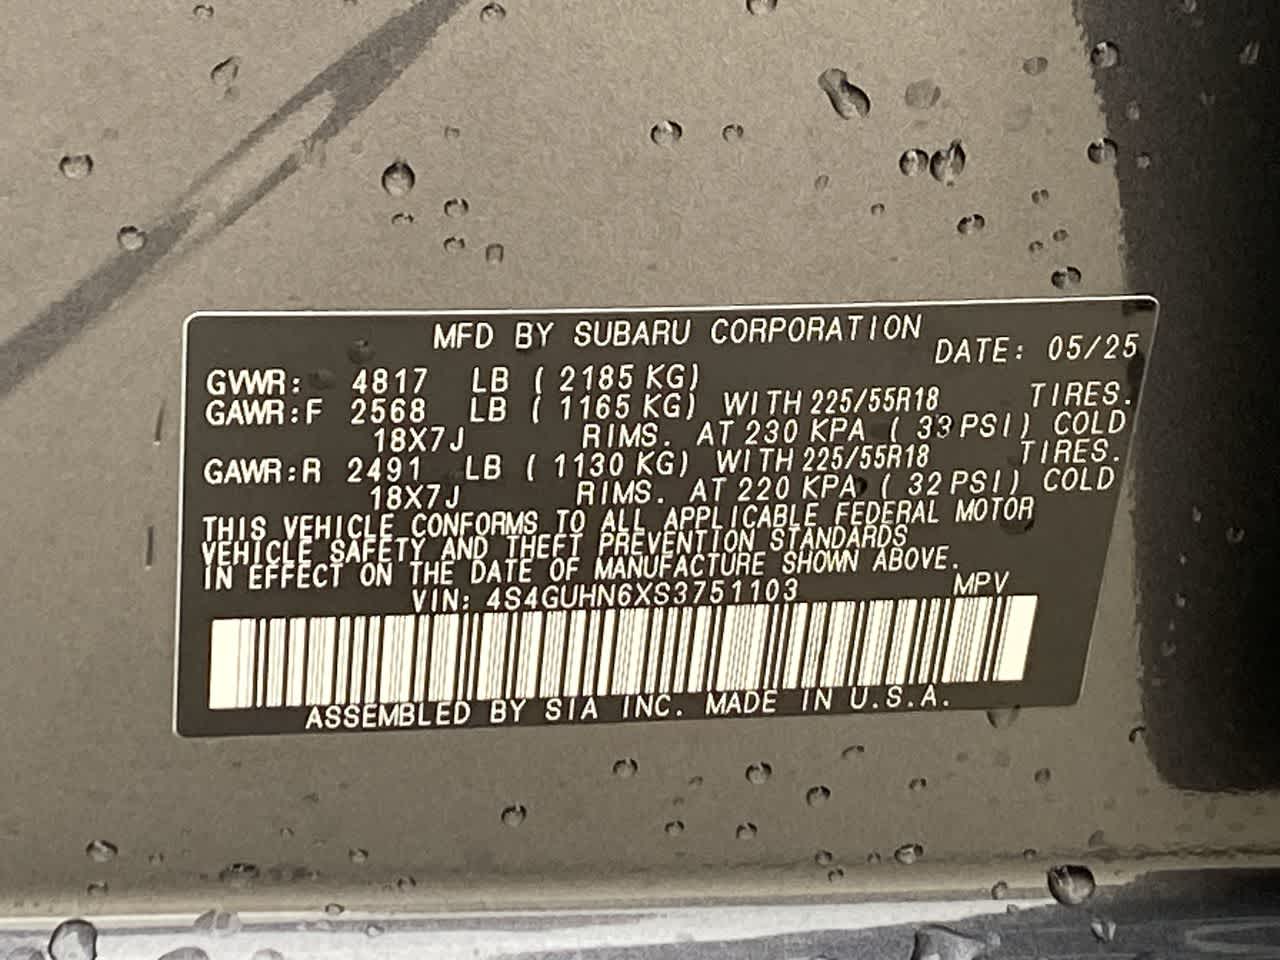 MFD BY SUBARU CORPORATION
DATE: 05/25
GVWR: 4817 LB ( 2185 KG)
GAWR:F 2568 LB ( 1165 KG) WITH 225/55R18 TIRES.
18X7J RIMS. AT 230 KPA ( 33 PSI) COLD
GAWR:R 2491 LB ( 1130 KG) WITH 225/55R18 TIRES.
18X7J RIMS. AT 220 KPA ( 32 PSI) COLD
THIS VEHICLE CONFORMS TO ALL APPLICABLE FEDERAL MOTOR
VEHICLE SAFETY AND THEFT PREVENTION STANDARDS
IN EFFECT ON THE DATE OF MANUFACTURE SHOWN ABOVE.
VIN: 4S4GUHN6XS3751103 MPV
ASSEMBLED BY SIA INC. MADE IN U.S.A.